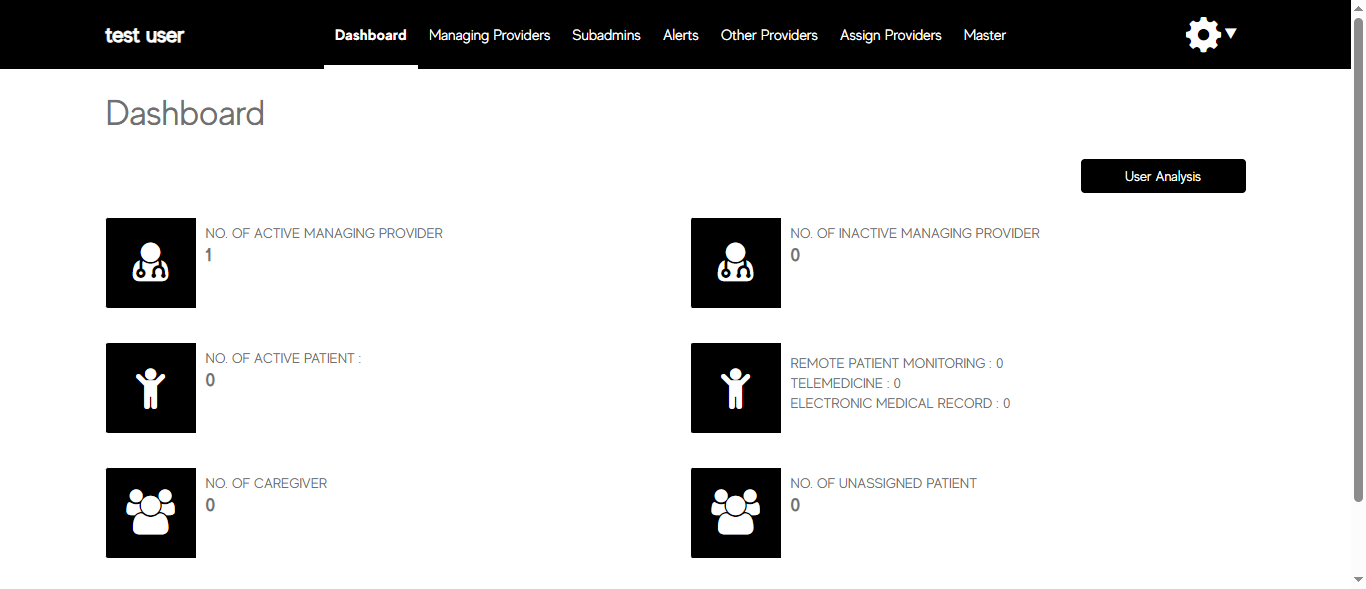 test user
Dashboard
Managing Providers
Subadmins
Alerts
Other Providers
Assign Providers
Master
Dashboard
User Analysis
NO. OF ACTIVE MANAGING PROVIDER
1
NO. OF INACTIVE MANAGING PROVIDER
0
NO. OF ACTIVE PATIENT :
0
REMOTE PATIENT MONITORING : 0
TELEMEDICINE : 0
ELECTRONIC MEDICAL RECORD : 0
NO. OF CAREGIVER
0
NO. OF UNASSIGNED PATIENT
0